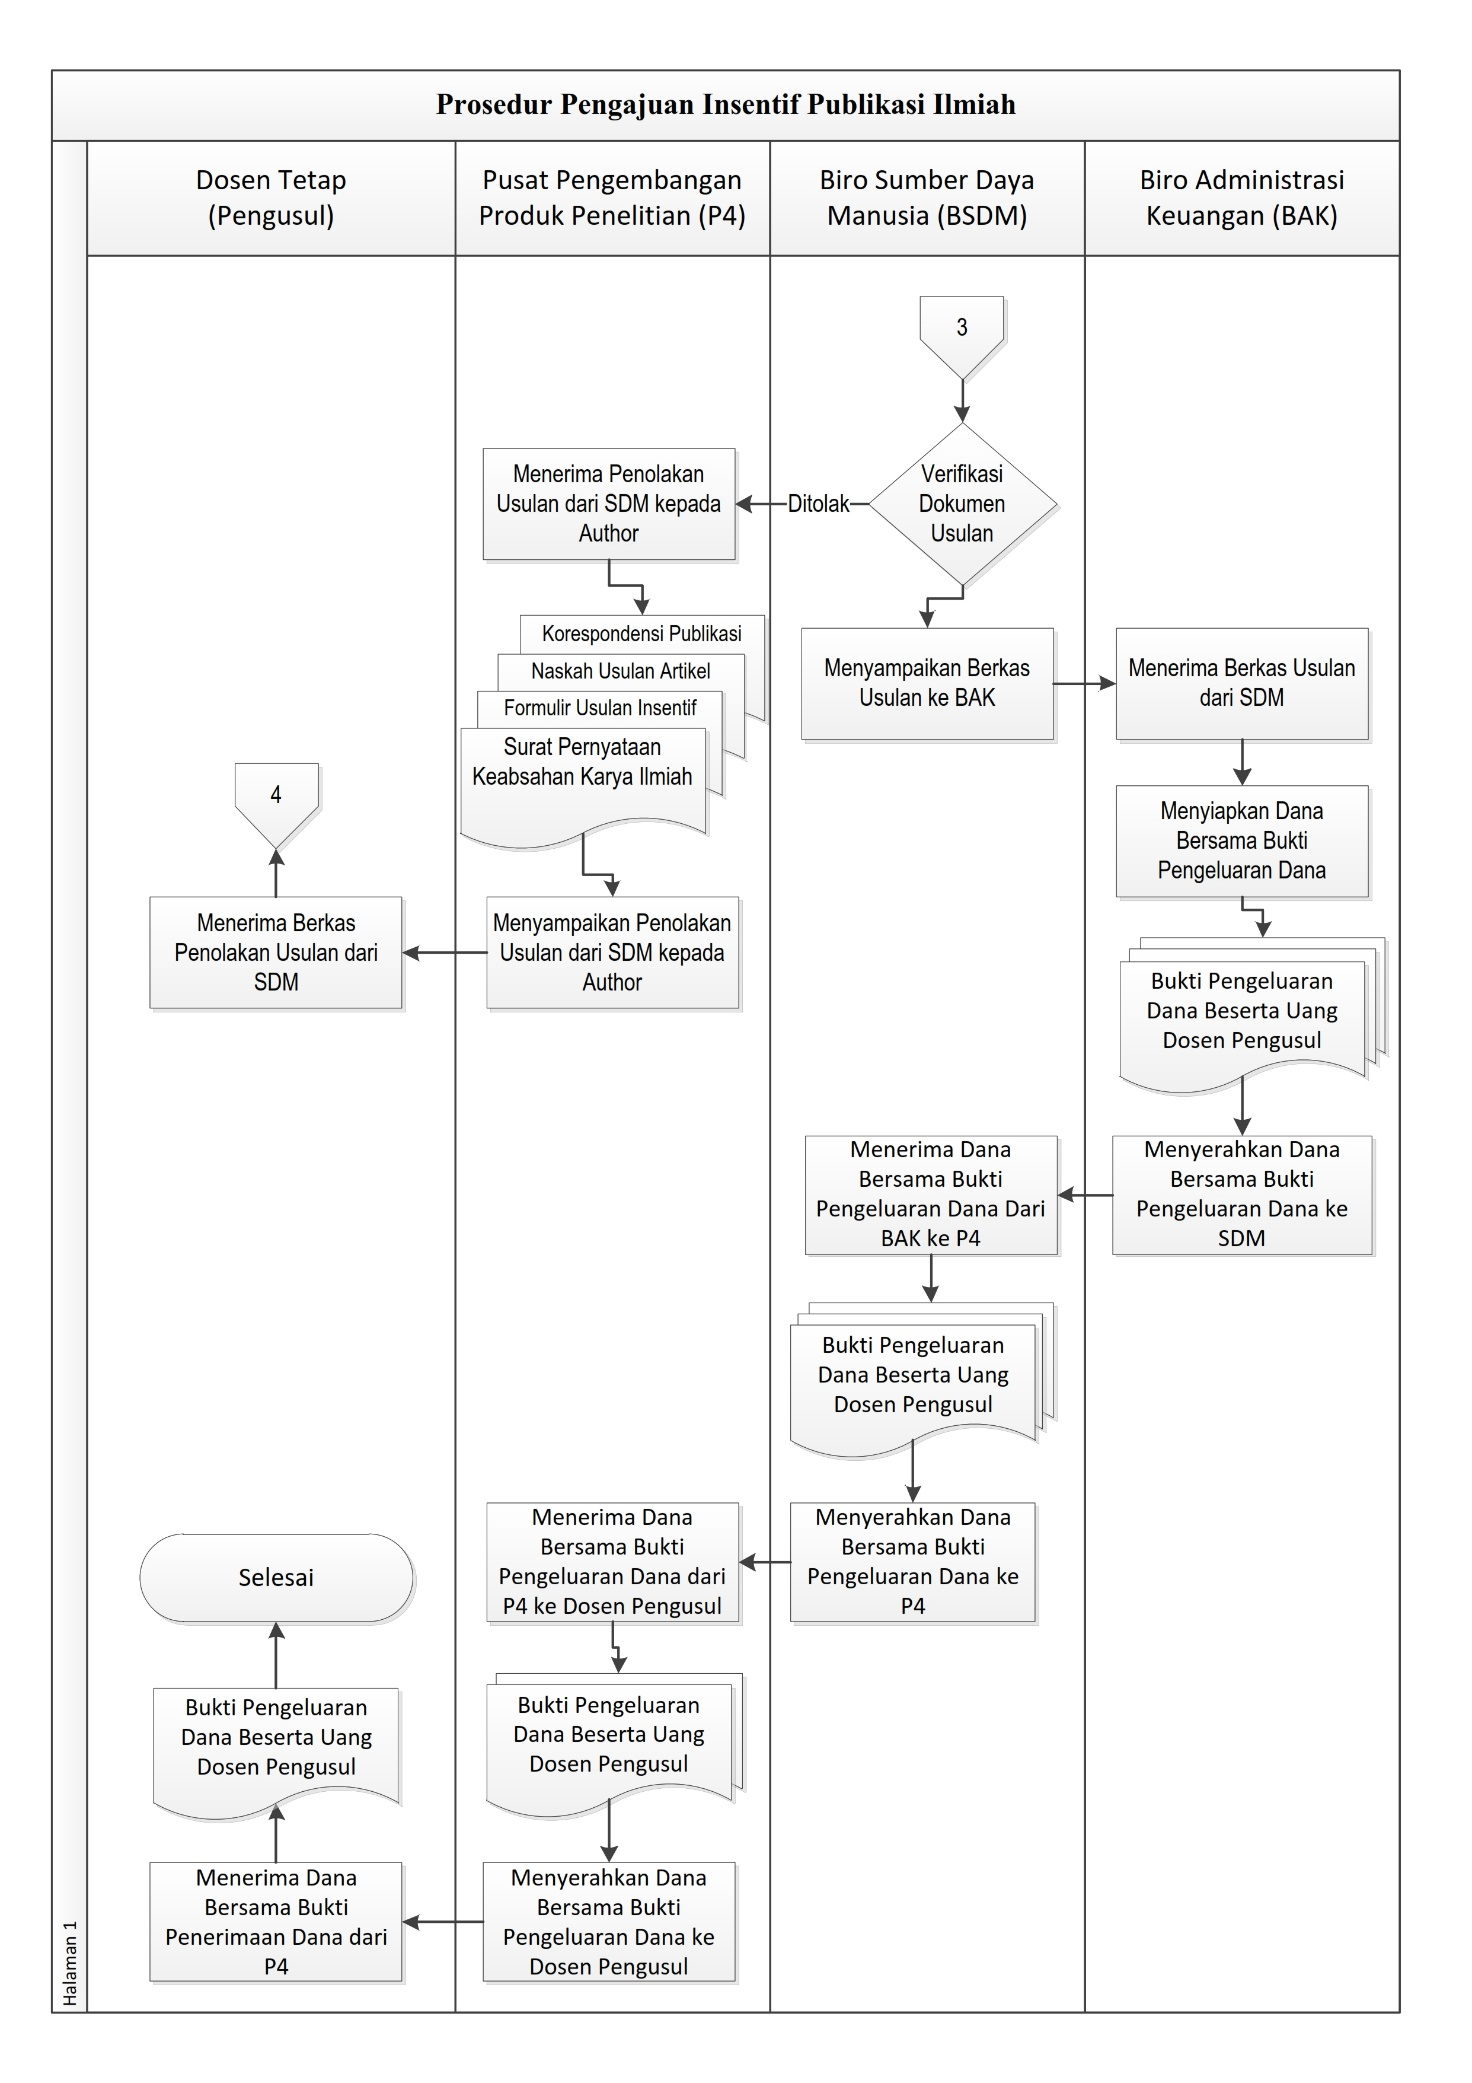 Prosedur Pengajuan Insentif Publikasi Ilmiah
Dosen Tetap
(Pengusul)
Pusat Pengembangan
Produk Penelitian (P4)
Biro Sumber Daya
Manusia (BSDM)
Biro Administrasi
Keuangan (BAK)
3
Verifikasi
Dokumen
Usulan
Ditolak
Menerima Penolakan
Usulan dari SDM kepada
Author
Korespondensi Publikasi
Naskah Usulan Artikel
Formulir Usulan Insentif
Surat Pernyataan
Keabsahan Karya Ilmiah
Menyampaikan Berkas
Usulan ke BAK
Menerima Berkas Usulan
dari SDM
4
Menyiapkan Dana
Bersama Bukti
Pengeluaran Dana
Menerima Berkas
Penolakan Usulan dari
SDM
Menyampaikan Penolakan
Usulan dari SDM kepada
Author
Bukti Pengeluaran
Dana Beserta Uang
Dosen Pengusul
Menerima Dana
Bersama Bukti
Pengeluaran Dana Dari
BAK ke P4
Menyerahkan Dana
Bersama Bukti
Pengeluaran Dana ke
SDM
Bukti Pengeluaran
Dana Beserta Uang
Dosen Pengusul
Menerima Dana
Bersama Bukti
Pengeluaran Dana dari
P4 ke Dosen Pengusul
Menyerahkan Dana
Bersama Bukti
Pengeluaran Dana ke
P4
Selesai
Bukti Pengeluaran
Dana Beserta Uang
Dosen Pengusul
Bukti Pengeluaran
Dana Beserta Uang
Dosen Pengusul
Menerima Dana
Bersama Bukti
Penerimaan Dana dari
P4
Menyerahkan Dana
Bersama Bukti
Pengeluaran Dana ke
Dosen Pengusul
Halaman 1